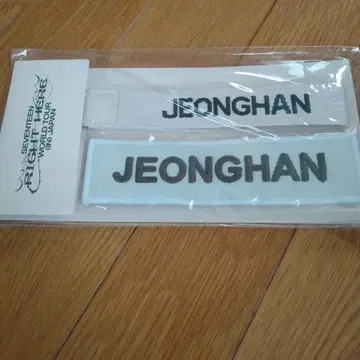 SEVENTEEN
RIGHT HERE
WORLD TOUR
(IN) JAPAN
JEONGHAN
JEONGHAN